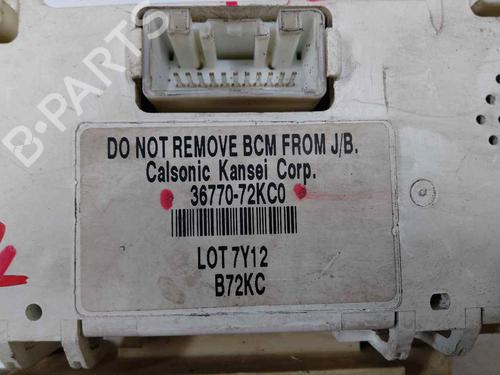 B-PARTS
DO NOT REMOVE BCM FROM J/B.
Calsonic Kansei Corp.
36770-72KC0
LOT 7Y12
B72KC